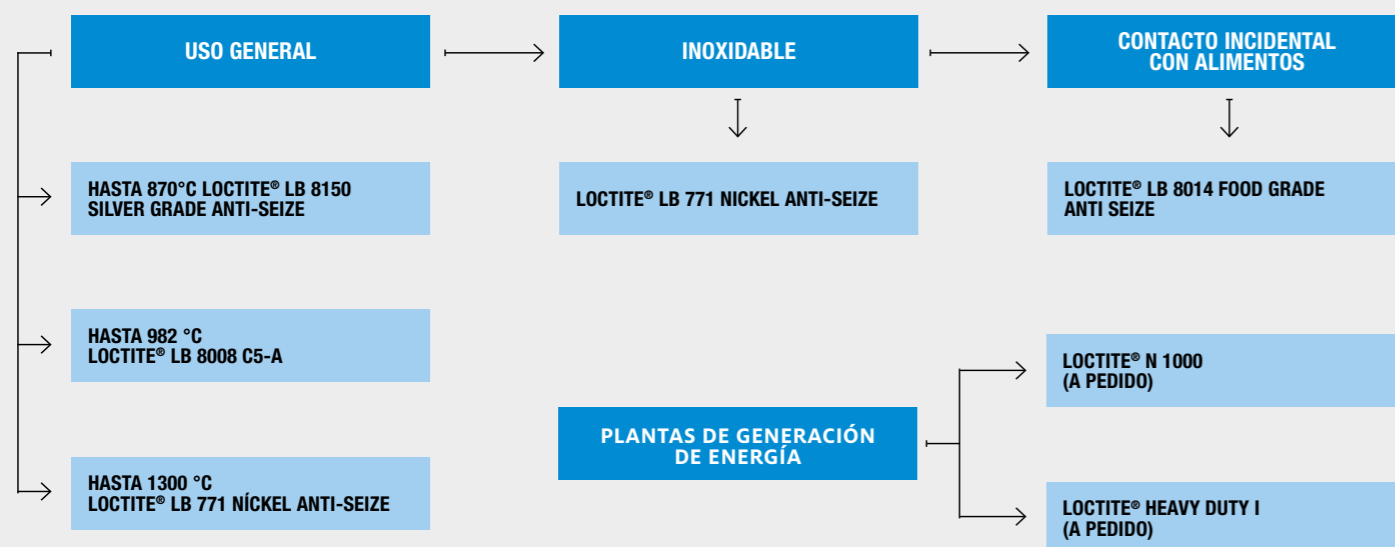 USO GENERAL
INOXIDABLE
CONTACTO INCIDENTAL
CON ALIMENTOS
HASTA 870°C LOCTITE® LB 8150
SILVER GRADE ANTI-SEIZE
LOCTITE® LB 771 NICKEL ANTI-SEIZE
LOCTITE® LB 8014 FOOD GRADE
ANTI SEIZE
HASTA 982 °C
LOCTITE® LB 8008 C5-A
LOCTITE® N 1000
(A PEDIDO)
PLANTAS DE GENERACIÓN
DE ENERGÍA
HASTA 1300 °C
LOCTITE® LB 771 NÍCKEL ANTI-SEIZE
LOCTITE® HEAVY DUTY I
(A PEDIDO)